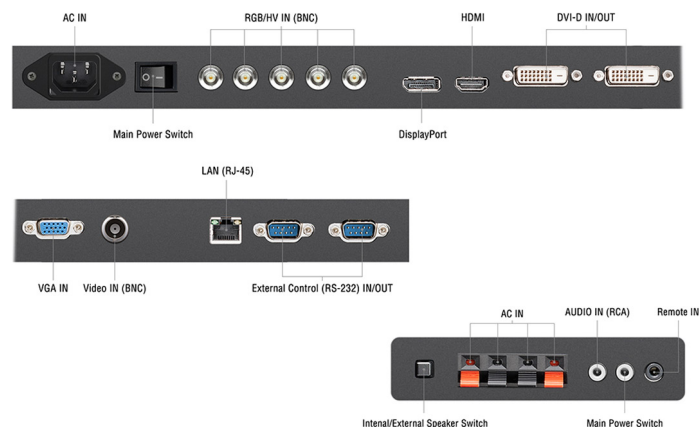 AC IN
RGB/HV IN (BNC)
HDMI
DVI-D IN/OUT
Main Power Switch
DisplayPort
LAN (RJ-45)
VGA IN
Video IN (BNC)
External Control (RS-232) IN/OUT
AC IN
AUDIO IN (RCA)
Remote IN
Intenal/External Speaker Switch
Main Power Switch